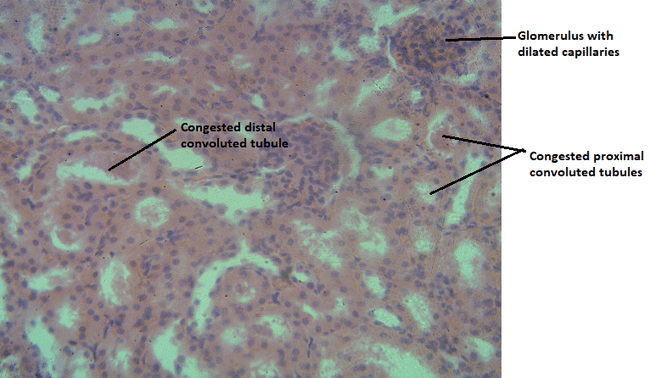 Glomerulus with
dilated capillaries
Congested distal
convoluted tubule
Congested proximal
convoluted tubules